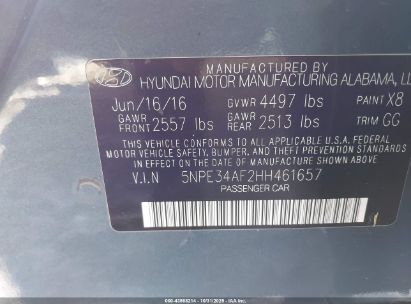 MANUFACTURED BY
HYUNDAI MOTOR MANUFACTURING ALABAMA, LL
Jun/16/16 GVWR 4497 lbs PAINT X8
GAWR FRONT 2557 lbs GAWR REAR 2513 lbs TRIM GG
THIS VEHICLE CONFORMS TO ALL APPLICABLE U.S.A. FEDERAL
MOTOR VEHICLE SAFETY, BUMPER, AND THEFT PREVENTION STANDARDS
IN EFFECT ON THE DATE OF MANUFACTURE SHOWN ABOVE.
V.I.N 5NPE34AF2HH461657
PASSENGER CAR